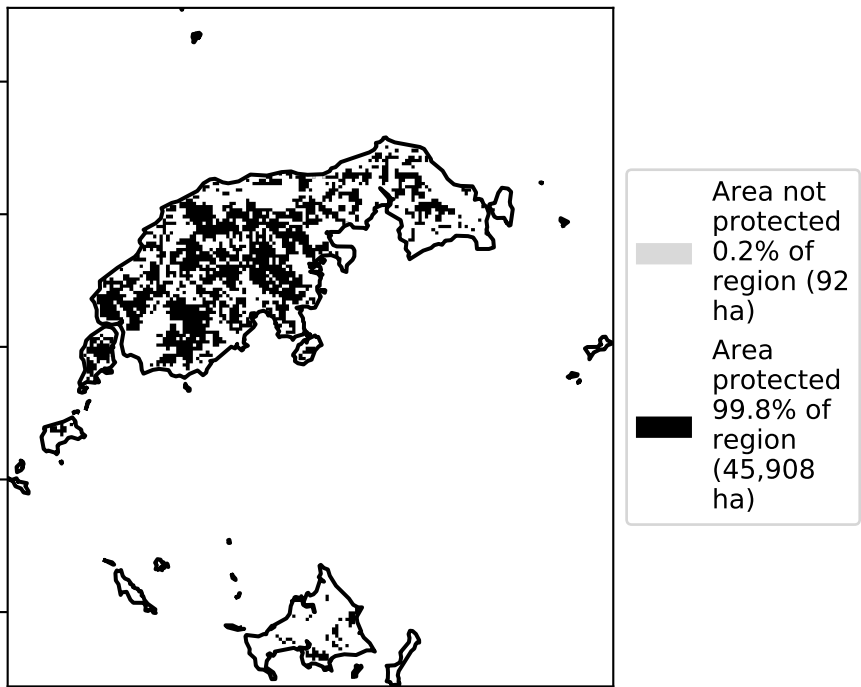 Area not
protected
0.2% of
region (92
ha)
Area
protected
99.8% of
region
(45,908
ha)